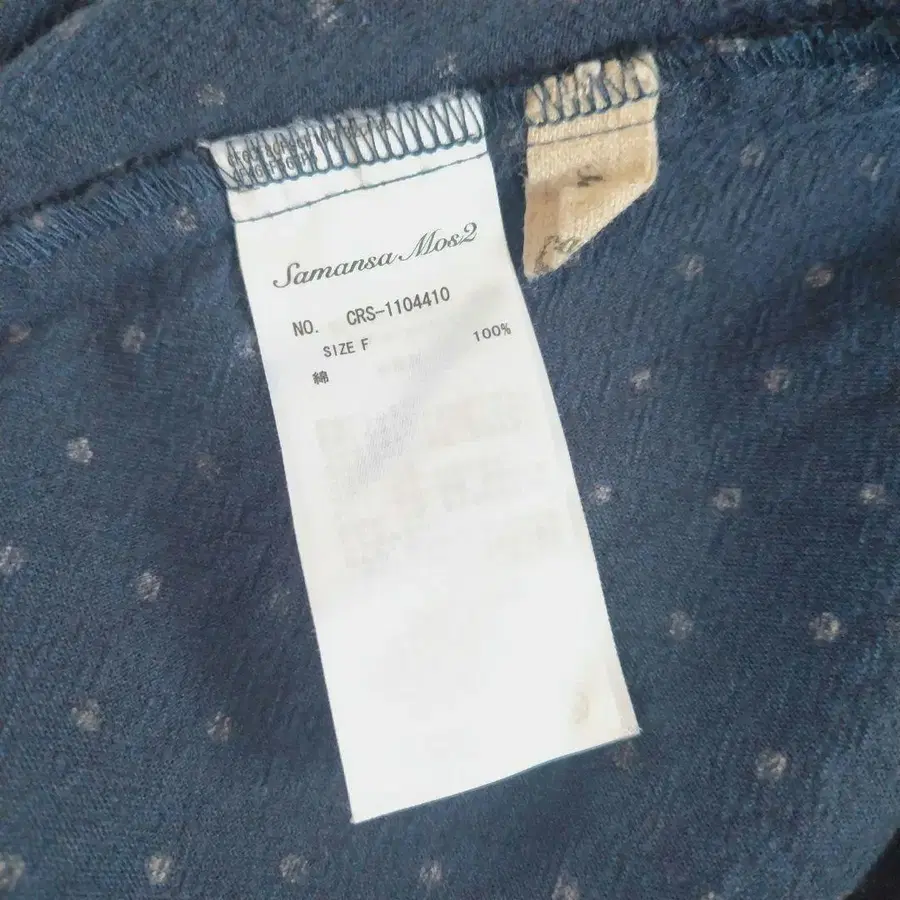 Samansa Mos2
NO. CRS-1104410
SIZE F
綿 100%